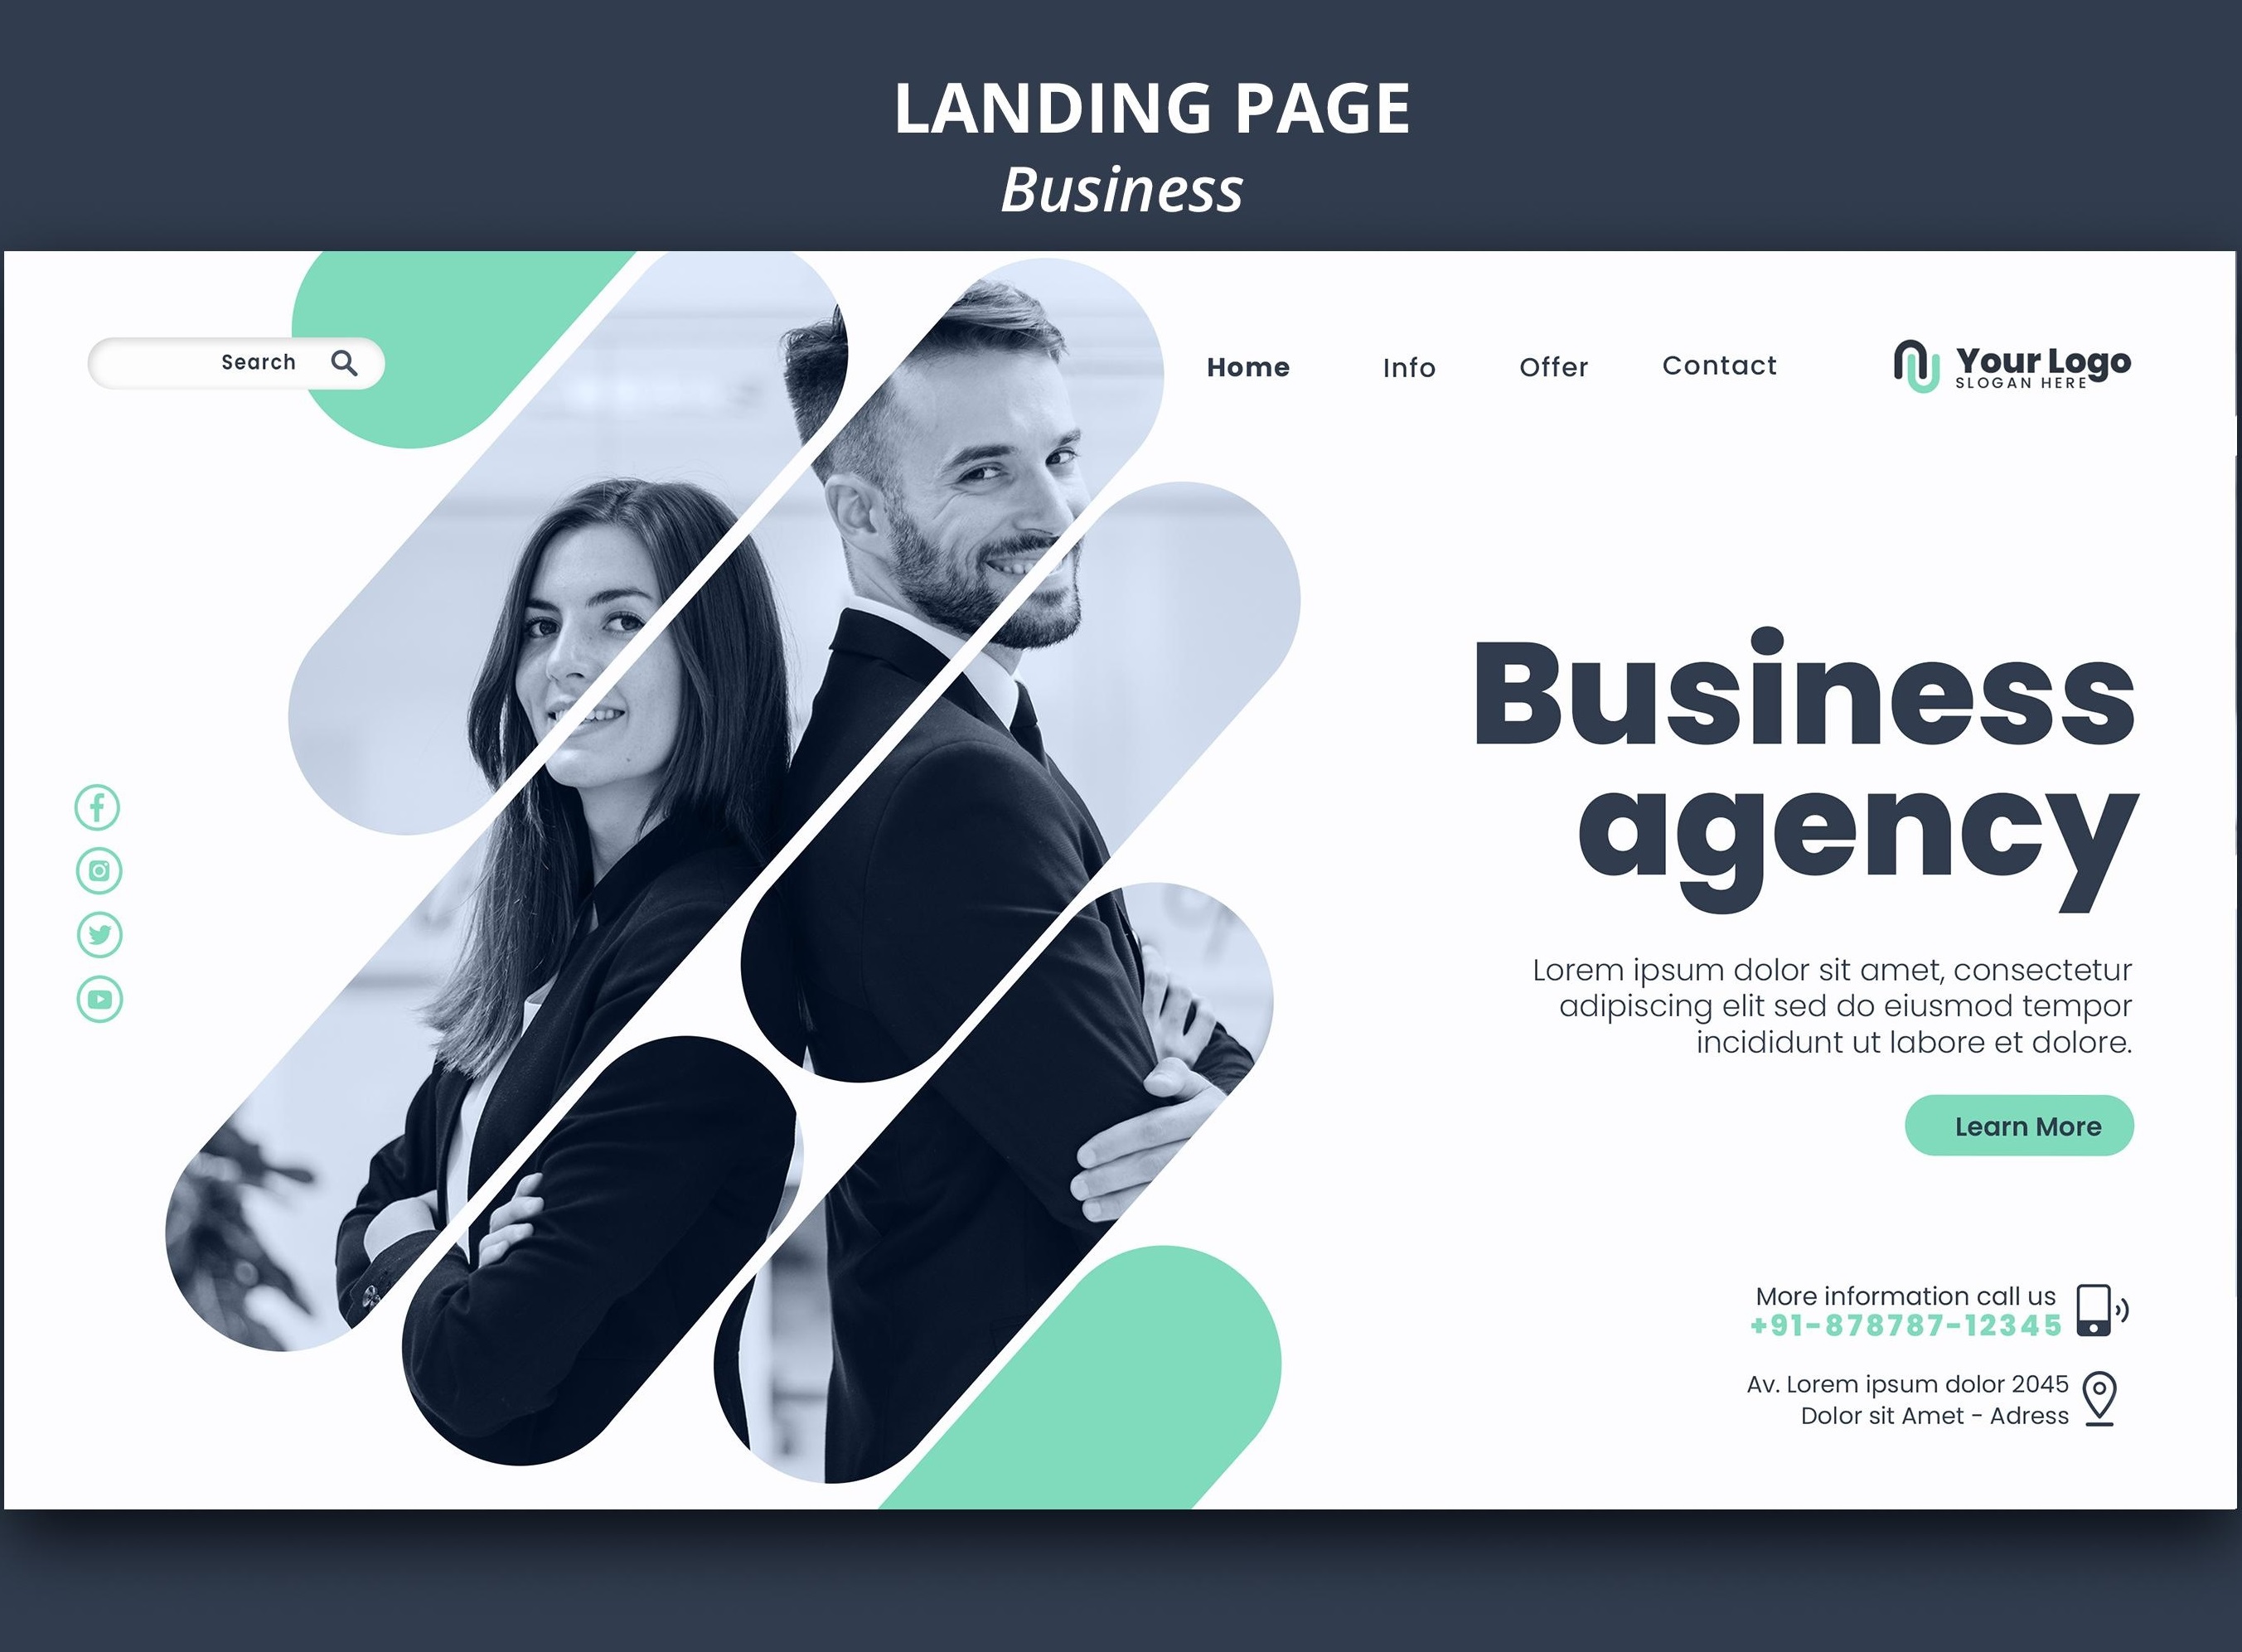 LANDING PAGE
Business
Search
Home Info Offer Contact
Your Logo
SLOGAN HERE
Business
agency
Lorem ipsum dolor sit amet, consectetur
adipiscing elit sed do eiusmod tempor
incididunt ut labore et dolore.
Learn More
More information call us
+91-878787-12345
Av. Lorem ipsum dolor 2045
Dolor sit Amet - Adress